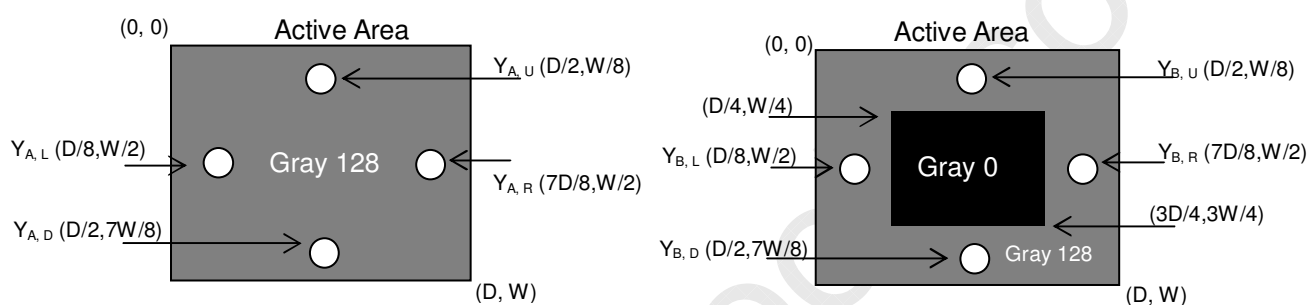 Active Area
(0, 0)
Y_A, U (D/2,W/8)
Y_A, L (D/8,W/2)
Gray 128
Y_A, R (7D/8,W/2)
Y_A, D (D/2,7W/8)
(D, W)
Active Area
(0, 0)
Y_B, U (D/2,W/8)
(D/4,W/4)
Y_B, L (D/8,W/2)
Gray 0
Y_B, R (7D/8,W/2)
(3D/4,3W/4)
Y_B, D (D/2,7W/8)
Gray 128
(D, W)